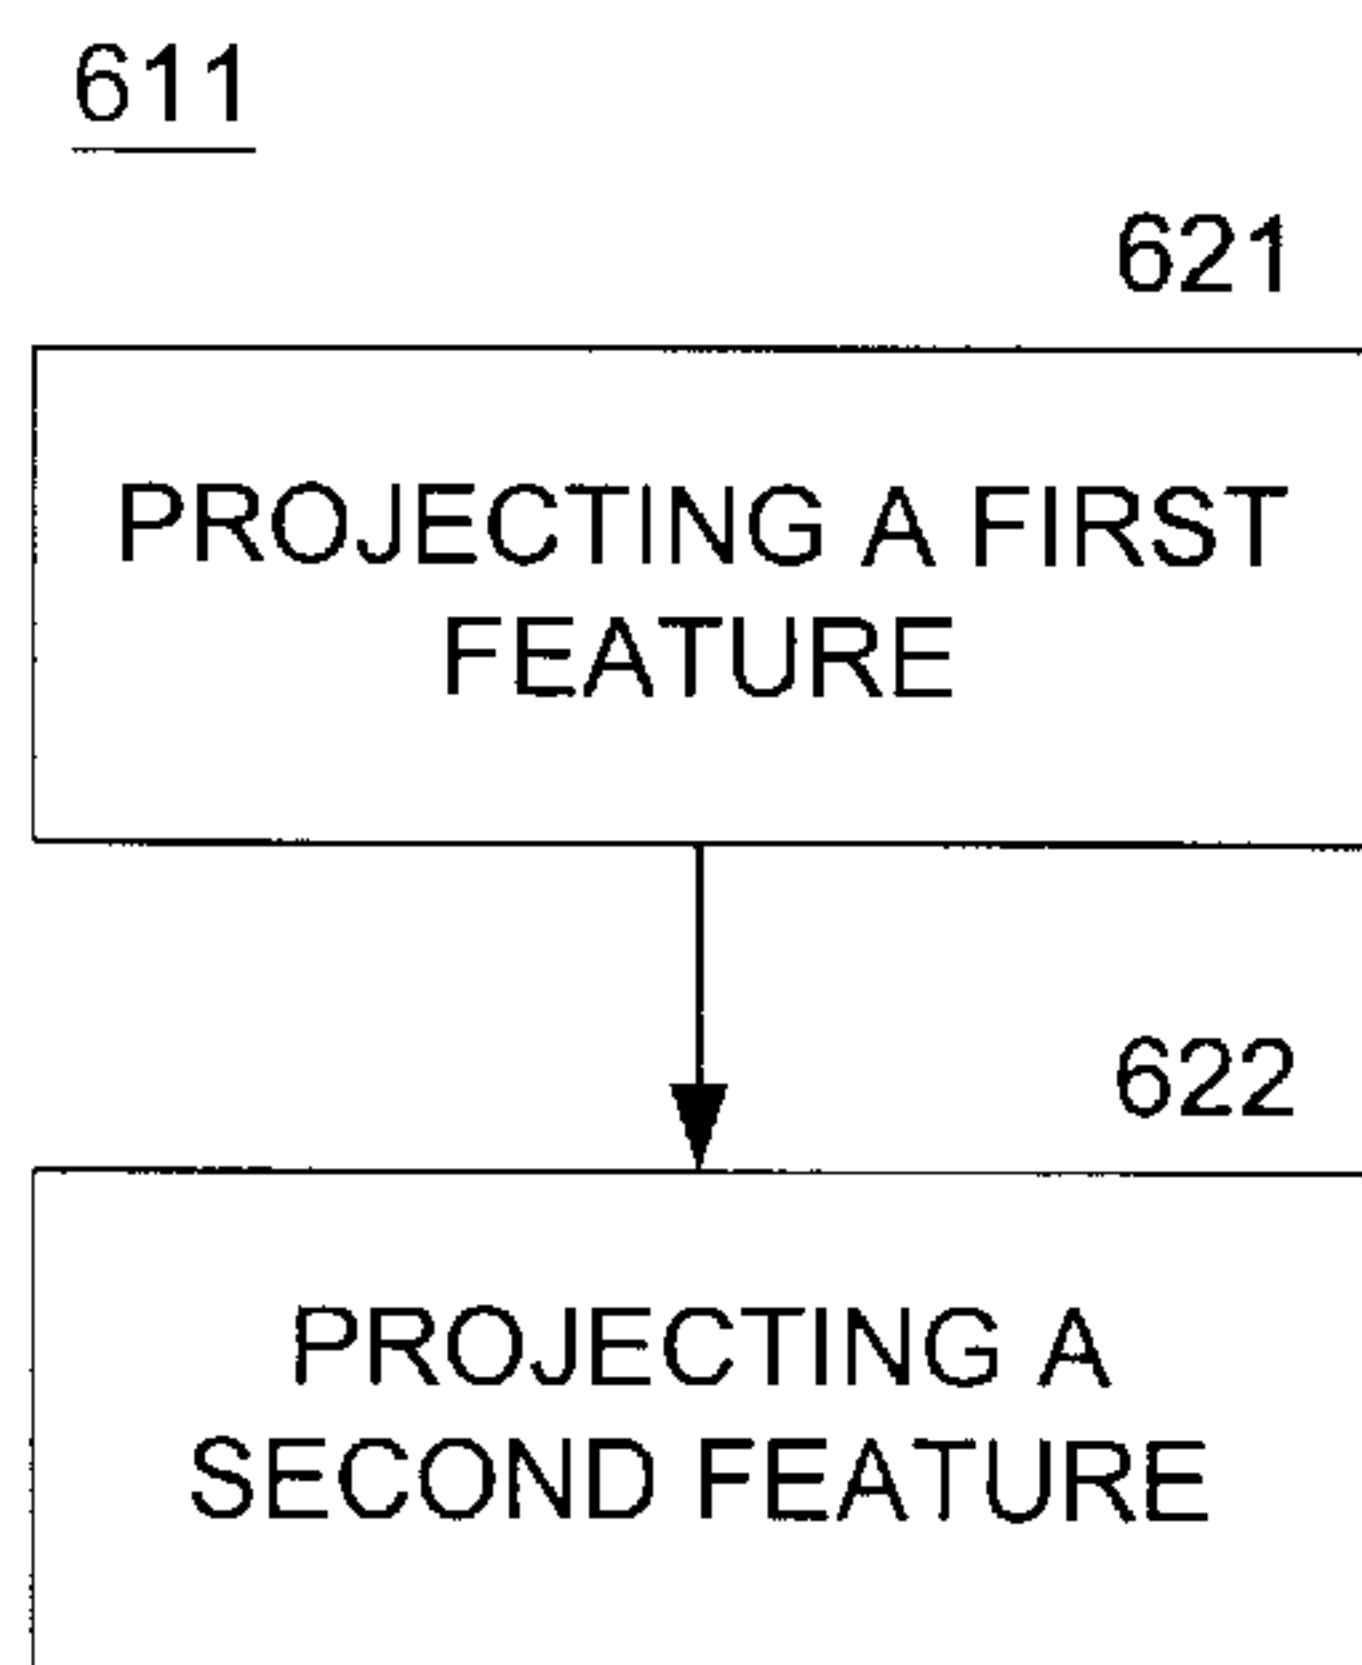 611
621
PROJECTING A FIRST
FEATURE
622
PROJECTING A
SECOND FEATURE